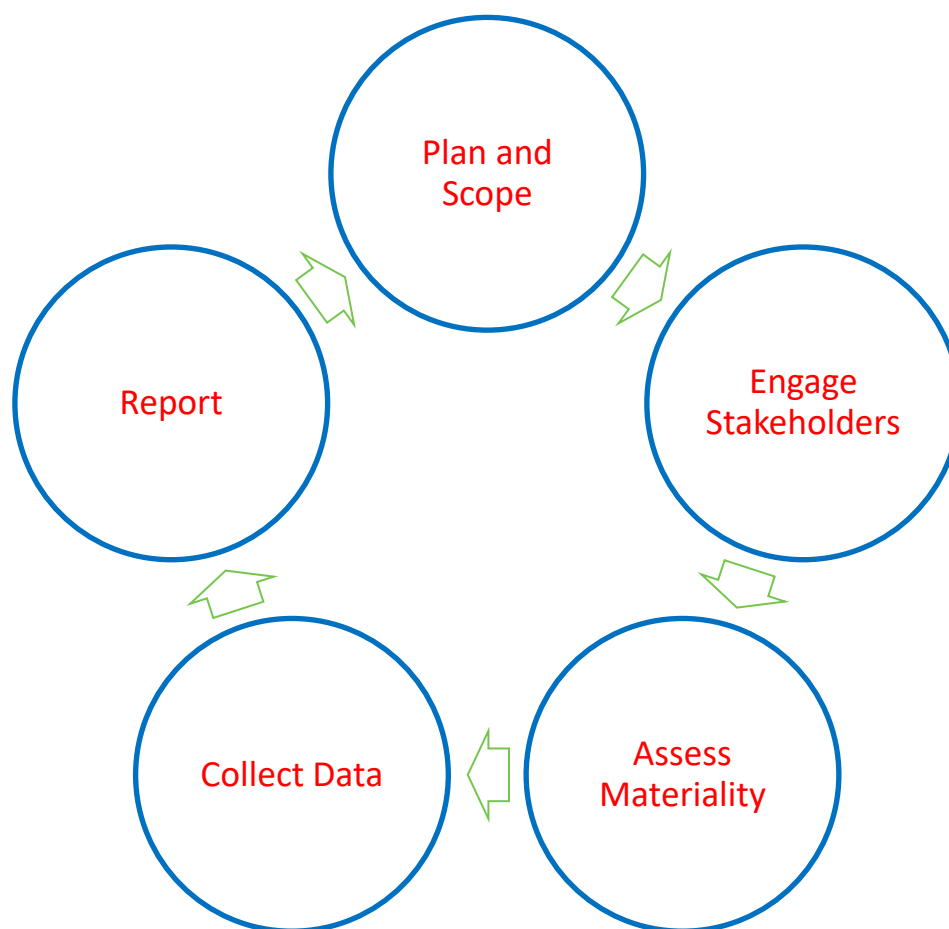 Plan and
Scope
Engage
Stakeholders
Assess
Materiality
Collect Data
Report